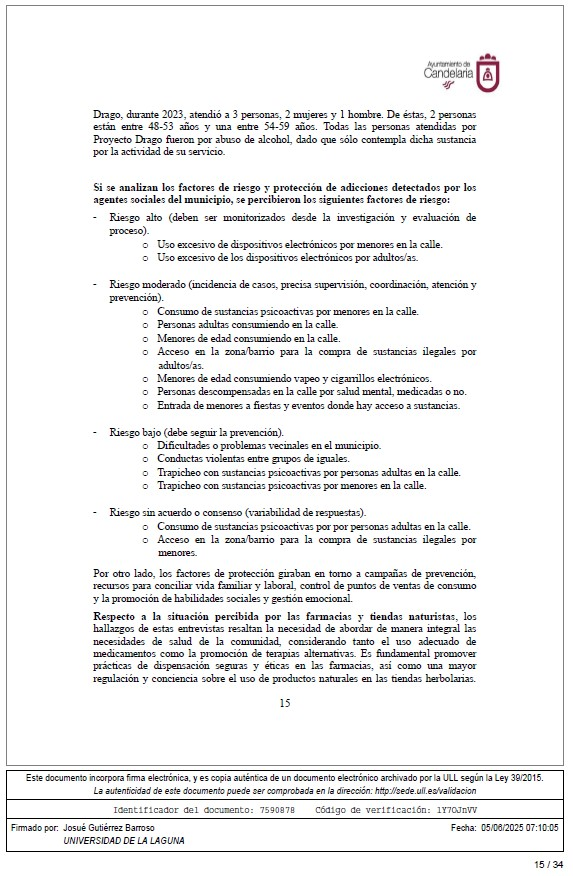 Ayuntamiento de
Candelaria
Drago, durante 2023, atendió a 3 personas, 2 mujeres y 1 hombre. De éstas, 2 personas
están entre 48-53 años y una entre 54-59 años. Todas las personas atendidas por
Proyecto Drago fueron por abuso de alcohol, dado que sólo contempla dicha sustancia
por la actividad de su servicio.
Si se analizan los factores de riesgo y protección de adicciones detectados por los
agentes sociales del municipio, se percibieron los siguientes factores de riesgo:
- Riesgo alto (deben ser monitorizados desde la investigación y evaluación de
proceso).
o Uso excesivo de dispositivos electrónicos por menores en la calle.
o Uso excesivo de los dispositivos electrónicos por adultos/as.
- Riesgo moderado (incidencia de casos, precisa supervisión, coordinación, atención y
prevención).
o Consumo de sustancias psicoactivas por menores en la calle.
o Personas adultas consumiendo en la calle.
o Menores de edad consumiendo en la calle.
o Acceso en la zona/barrio para la compra de sustancias ilegales por
adultos/as.
o Menores de edad consumiendo vapeo y cigarrillos electrónicos.
o Personas descompensadas en la calle por salud mental, medicadas o no.
o Entrada de menores a fiestas y eventos donde hay acceso a sustancias.
- Riesgo bajo (debe seguir la prevención).
o Dificultades o problemas vecinales en el municipio.
o Conductas violentas entre grupos de iguales.
o Trapicheo con sustancias psicoactivas por personas adultas en la calle.
o Trapicheo con sustancias psicoactivas por menores en la calle.
- Riesgo sin acuerdo o consenso (variabilidad de respuestas).
o Consumo de sustancias psicoactivas por por personas adultas en la calle.
o Acceso en la zona/barrio para la compra de sustancias ilegales por
menores.
Por otro lado, los factores de protección giraban en torno a campañas de prevención,
recursos para conciliar vida familiar y laboral, control de puntos de ventas de consumo
y la promoción de habilidades sociales y gestión emocional.
Respecto a la situación percibida por las farmacias y tiendas naturistas, los
hallazgos de estas entrevistas resaltan la necesidad de abordar de manera integral las
necesidades de salud de la comunidad, considerando tanto el uso adecuado de
medicamentos como la promoción de terapias alternativas. Es fundamental promover
prácticas de dispensación seguras y éticas en las farmacias, así como una mayor
regulación y conciencia sobre el uso de productos naturales en las tiendas herbolarias.
15
Este documento incorpora firma electrónica, y es copia auténtica de un documento electrónico archivado por la ULL según la Ley 39/2015.
La autenticidad de este documento puede ser comprobada en la dirección: http://sede.ull.es/validacion
Identificador del documento: 7590878 Código de verificación: 1Y7OJnVV
Firmado por: Josué Gutiérrez Barroso Fecha: 05/06/2025 07:10:05
UNIVERSIDAD DE LA LAGUNA
15 / 34